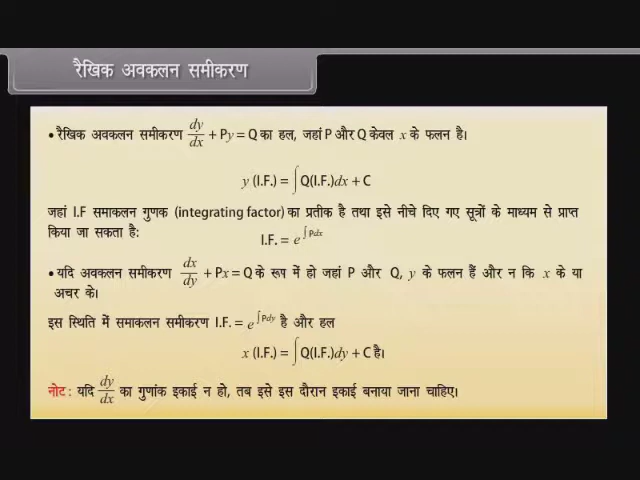 रैखिक अवकलन समीकरण
• रैखिक अवकलन समीकरण dy/dx + Py = Q का हल, जहां P और Q केवल x के फलन है।
y (I.F.) = ∫ Q(I.F.)dx + C
जहां I.F समाकलन गुणक (integrating factor) का प्रतीक है तथा इसे नीचे दिए गए सूत्रों के माध्यम से प्राप्त
किया जा सकता है:
I.F. = e^∫Pdx
• यदि अवकलन समीकरण dx/dy + Px = Q के रूप में हो जहां P और Q, y के फलन हैं और न कि x के या
अचर के।
इस स्थिति में समाकलन समीकरण I.F. = e^∫Pdy है और हल
x (I.F.) = ∫ Q(I.F.)dy + C है।
नोट : यदि dy/dx का गुणांक इकाई न हो, तब इसे इस दौरान इकाई बनाया जाना चाहिए।